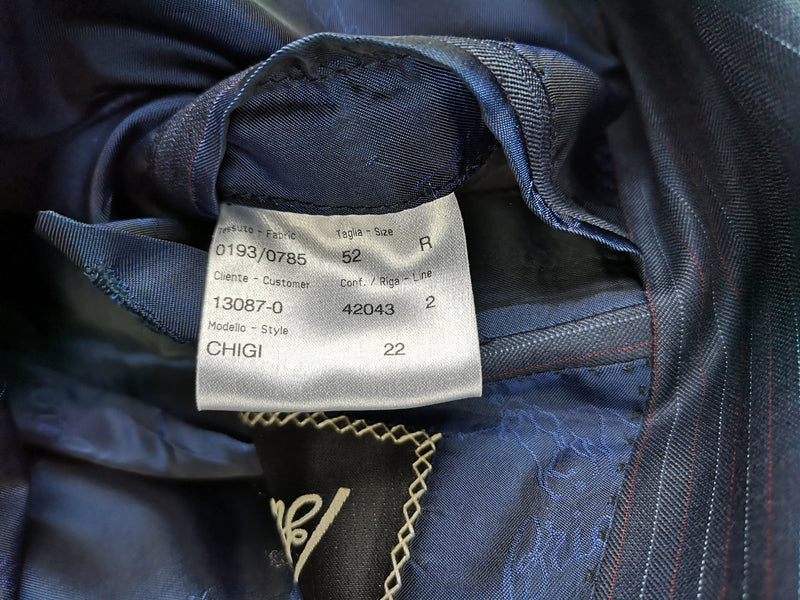 Tessuto - Fabric Taglia - Size
0193/0785 52 R
Cliente - Customer Conf. / Riga - Line
13087-0 42043 2
Modello - Style
CHIGI 22